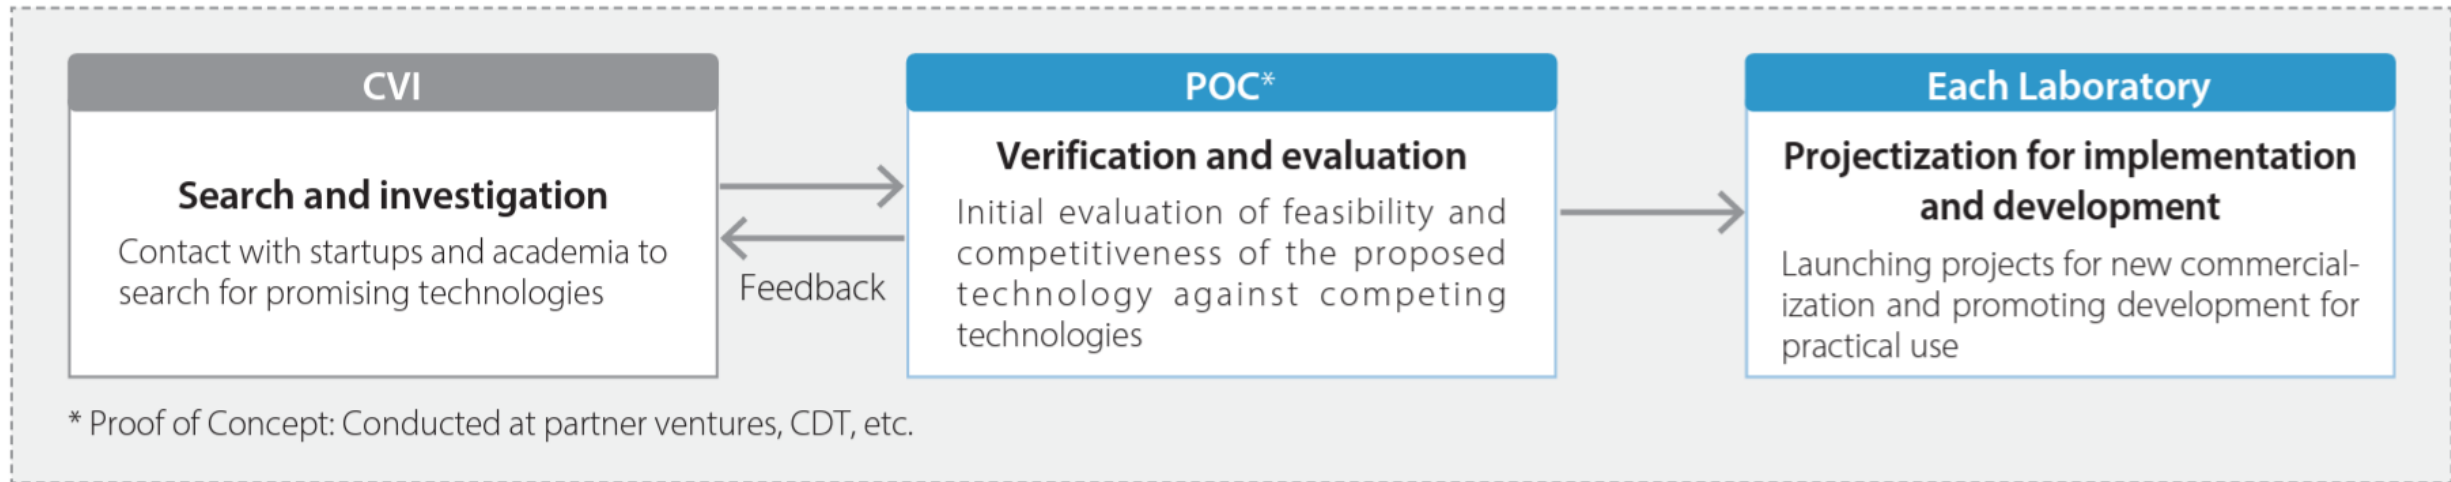 CVI
Search and investigation
Contact with startups and academia to
search for promising technologies
Feedback
POC*
Verification and evaluation
Initial evaluation of feasibility and
competitiveness of the proposed
technology against competing
technologies
Each Laboratory
Projectization for implementation
and development
Launching projects for new commercial-
ization and promoting development for
practical use
* Proof of Concept: Conducted at partner ventures, CDT, etc.